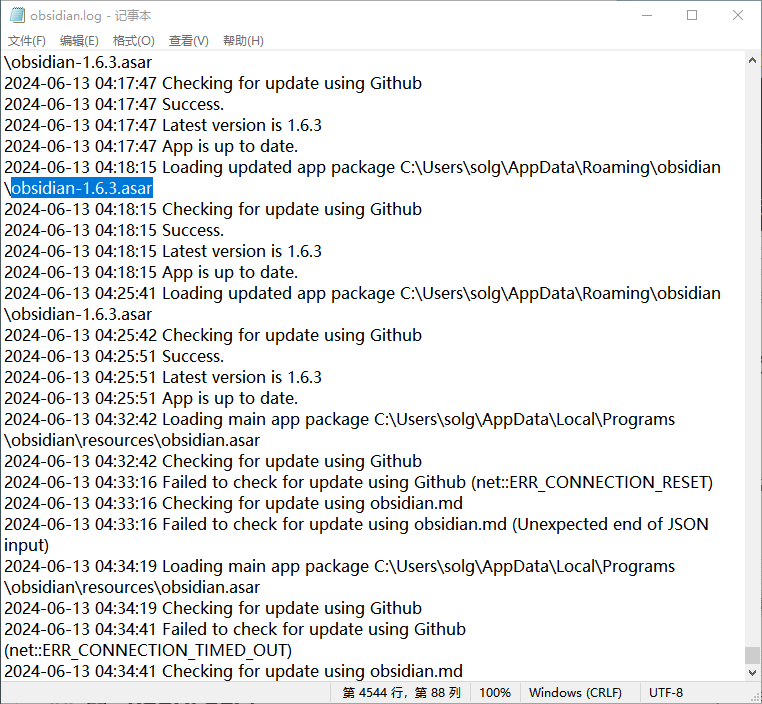 obsidian.log - 记事本
文件(F) 编辑(E) 格式(O) 查看(V) 帮助(H)
\obsidian-1.6.3.asar
2024-06-13 04:17:47 Checking for update using Github
2024-06-13 04:17:47 Success.
2024-06-13 04:17:47 Latest version is 1.6.3
2024-06-13 04:17:47 App is up to date.
2024-06-13 04:18:15 Loading updated app package C:\Users\solg\AppData\Roaming\obsidian
\obsidian-1.6.3.asar
2024-06-13 04:18:15 Checking for update using Github
2024-06-13 04:18:15 Success.
2024-06-13 04:18:15 Latest version is 1.6.3
2024-06-13 04:18:15 App is up to date.
2024-06-13 04:25:41 Loading updated app package C:\Users\solg\AppData\Roaming\obsidian
\obsidian-1.6.3.asar
2024-06-13 04:25:42 Checking for update using Github
2024-06-13 04:25:51 Success.
2024-06-13 04:25:51 Latest version is 1.6.3
2024-06-13 04:25:51 App is up to date.
2024-06-13 04:32:42 Loading main app package C:\Users\solg\AppData\Local\Programs
\obsidian\resources\obsidian.asar
2024-06-13 04:32:42 Checking for update using Github
2024-06-13 04:33:16 Failed to check for update using Github (net::ERR_CONNECTION_RESET)
2024-06-13 04:33:16 Checking for update using obsidian.md
2024-06-13 04:33:16 Failed to check for update using obsidian.md (Unexpected end of JSON
input)
2024-06-13 04:34:19 Loading main app package C:\Users\solg\AppData\Local\Programs
\obsidian\resources\obsidian.asar
2024-06-13 04:34:19 Checking for update using Github
2024-06-13 04:34:41 Failed to check for update using Github
(net::ERR_CONNECTION_TIMED_OUT)
2024-06-13 04:34:41 Checking for update using obsidian.md
第 4544 行，第 88 列 100% Windows (CRLF) UTF-8